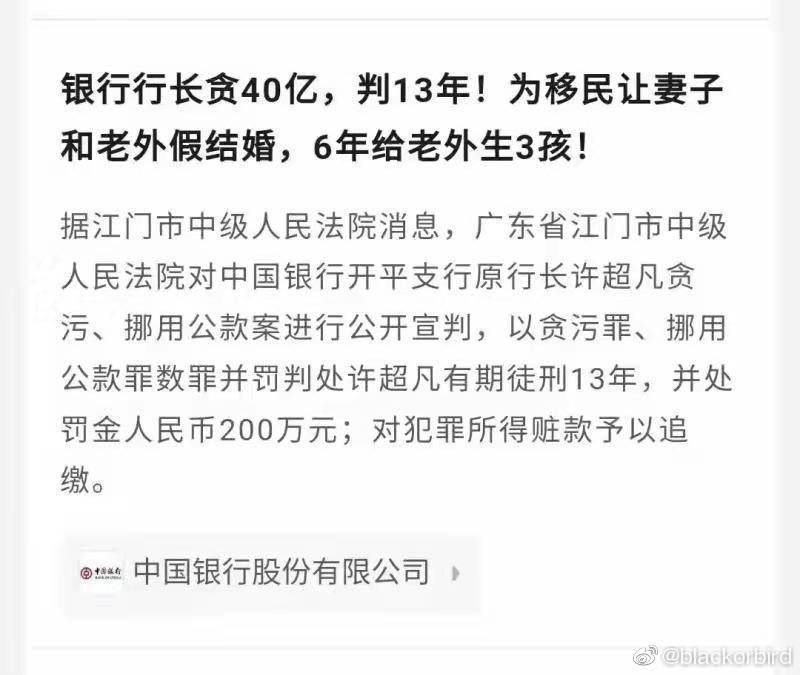 银行行长贪40亿，判13年！为移民让妻子
和老外假结婚，6年给老外生3孩！
据江门市中级人民法院消息，广东省江门市中级
人民法院对中国银行开平支行原行长许超凡贪
污、挪用公款案进行公开宣判，以贪污罪、挪用
公款罪数罪并罚判处许超凡有期徒刑13年，并处
罚金人民币200万元；对犯罪所得赃款予以追
缴。
中国银行
中国银行股份有限公司
@blackorbird